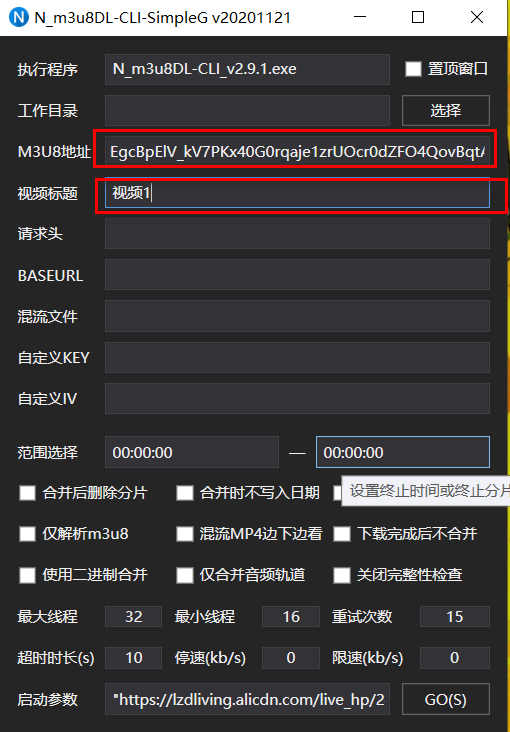 N N_m3u8DL-CLI-SimpleG v20201121
执行程序 N_m3u8DL-CLI_v2.9.1.exe 置顶窗口
工作目录 选择
M3U8地址 EgcBpElV_kV7PKx40G0rqaje1zrUOcr0dZFO4QovBqtA
视频标题 视频1
请求头
BASEURL
混流文件
自定义KEY
自定义IV
范围选择 00:00:00 — 00:00:00
设置终止时间或终止分片
合并后删除分片 合并时不写入日期
仅解析m3u8 混流MP4边下边看 下载完成后不合并
使用二进制合并 仅合并音频轨道 关闭完整性检查
最大线程 32 最小线程 16 重试次数 15
超时时长(s) 10 停速(kb/s) 0 限速(kb/s) 0
启动参数 "https://lzdliving.alicdn.com/live_hp/2 GO(S)